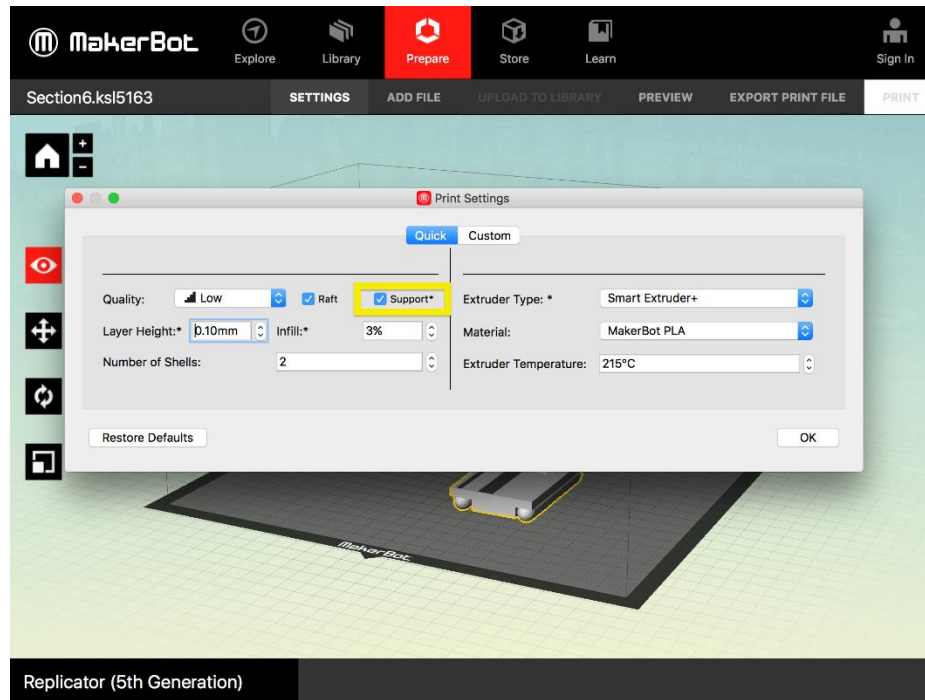 MakerBot
Explore Library Prepare Store Learn Sign In
Section6.ksl5163 SETTINGS ADD FILE UPLOAD TO LIBRARY PREVIEW EXPORT PRINT FILE PRINT
+
-
Print Settings
Quick Custom
Quality: Low Raft Support* Extruder Type: * Smart Extruder+
Layer Height:* 0.10mm Infill:* 3% Material: MakerBot PLA
Number of Shells: 2 Extruder Temperature: 215°C
Restore Defaults OK
MakerBot
Replicator (5th Generation)